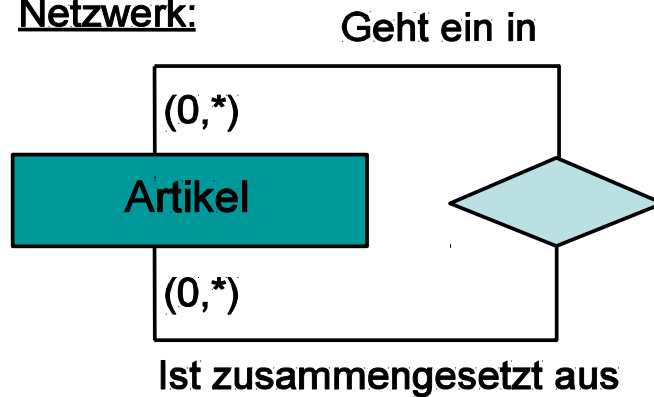 Netzwerk:
Geht ein in
(0,*)
Artikel
(0,*)
Ist zusammengesetzt aus